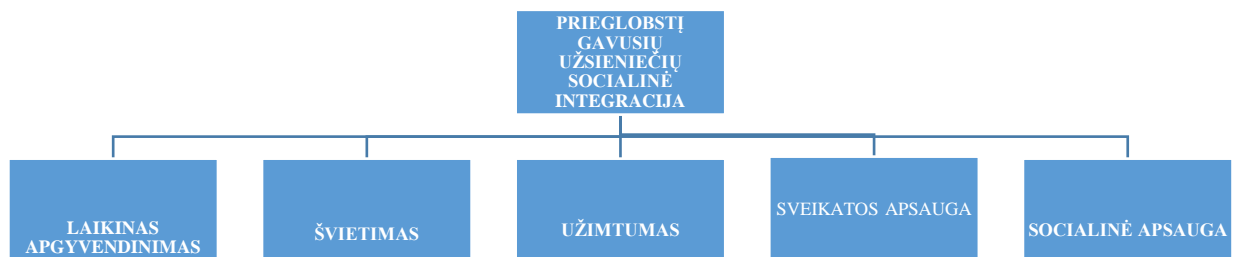 PRIEGLOBSTĮ
GAVUSIŲ
UŽSIENIEČIŲ
SOCIALINĖ
INTEGRACIJA
LAIKINAS
APGYVENDINIMAS
ŠVIETIMAS
UŽIMTUMAS
SVEIKATOS APSAUGA
SOCIALINĖ APSAUGA